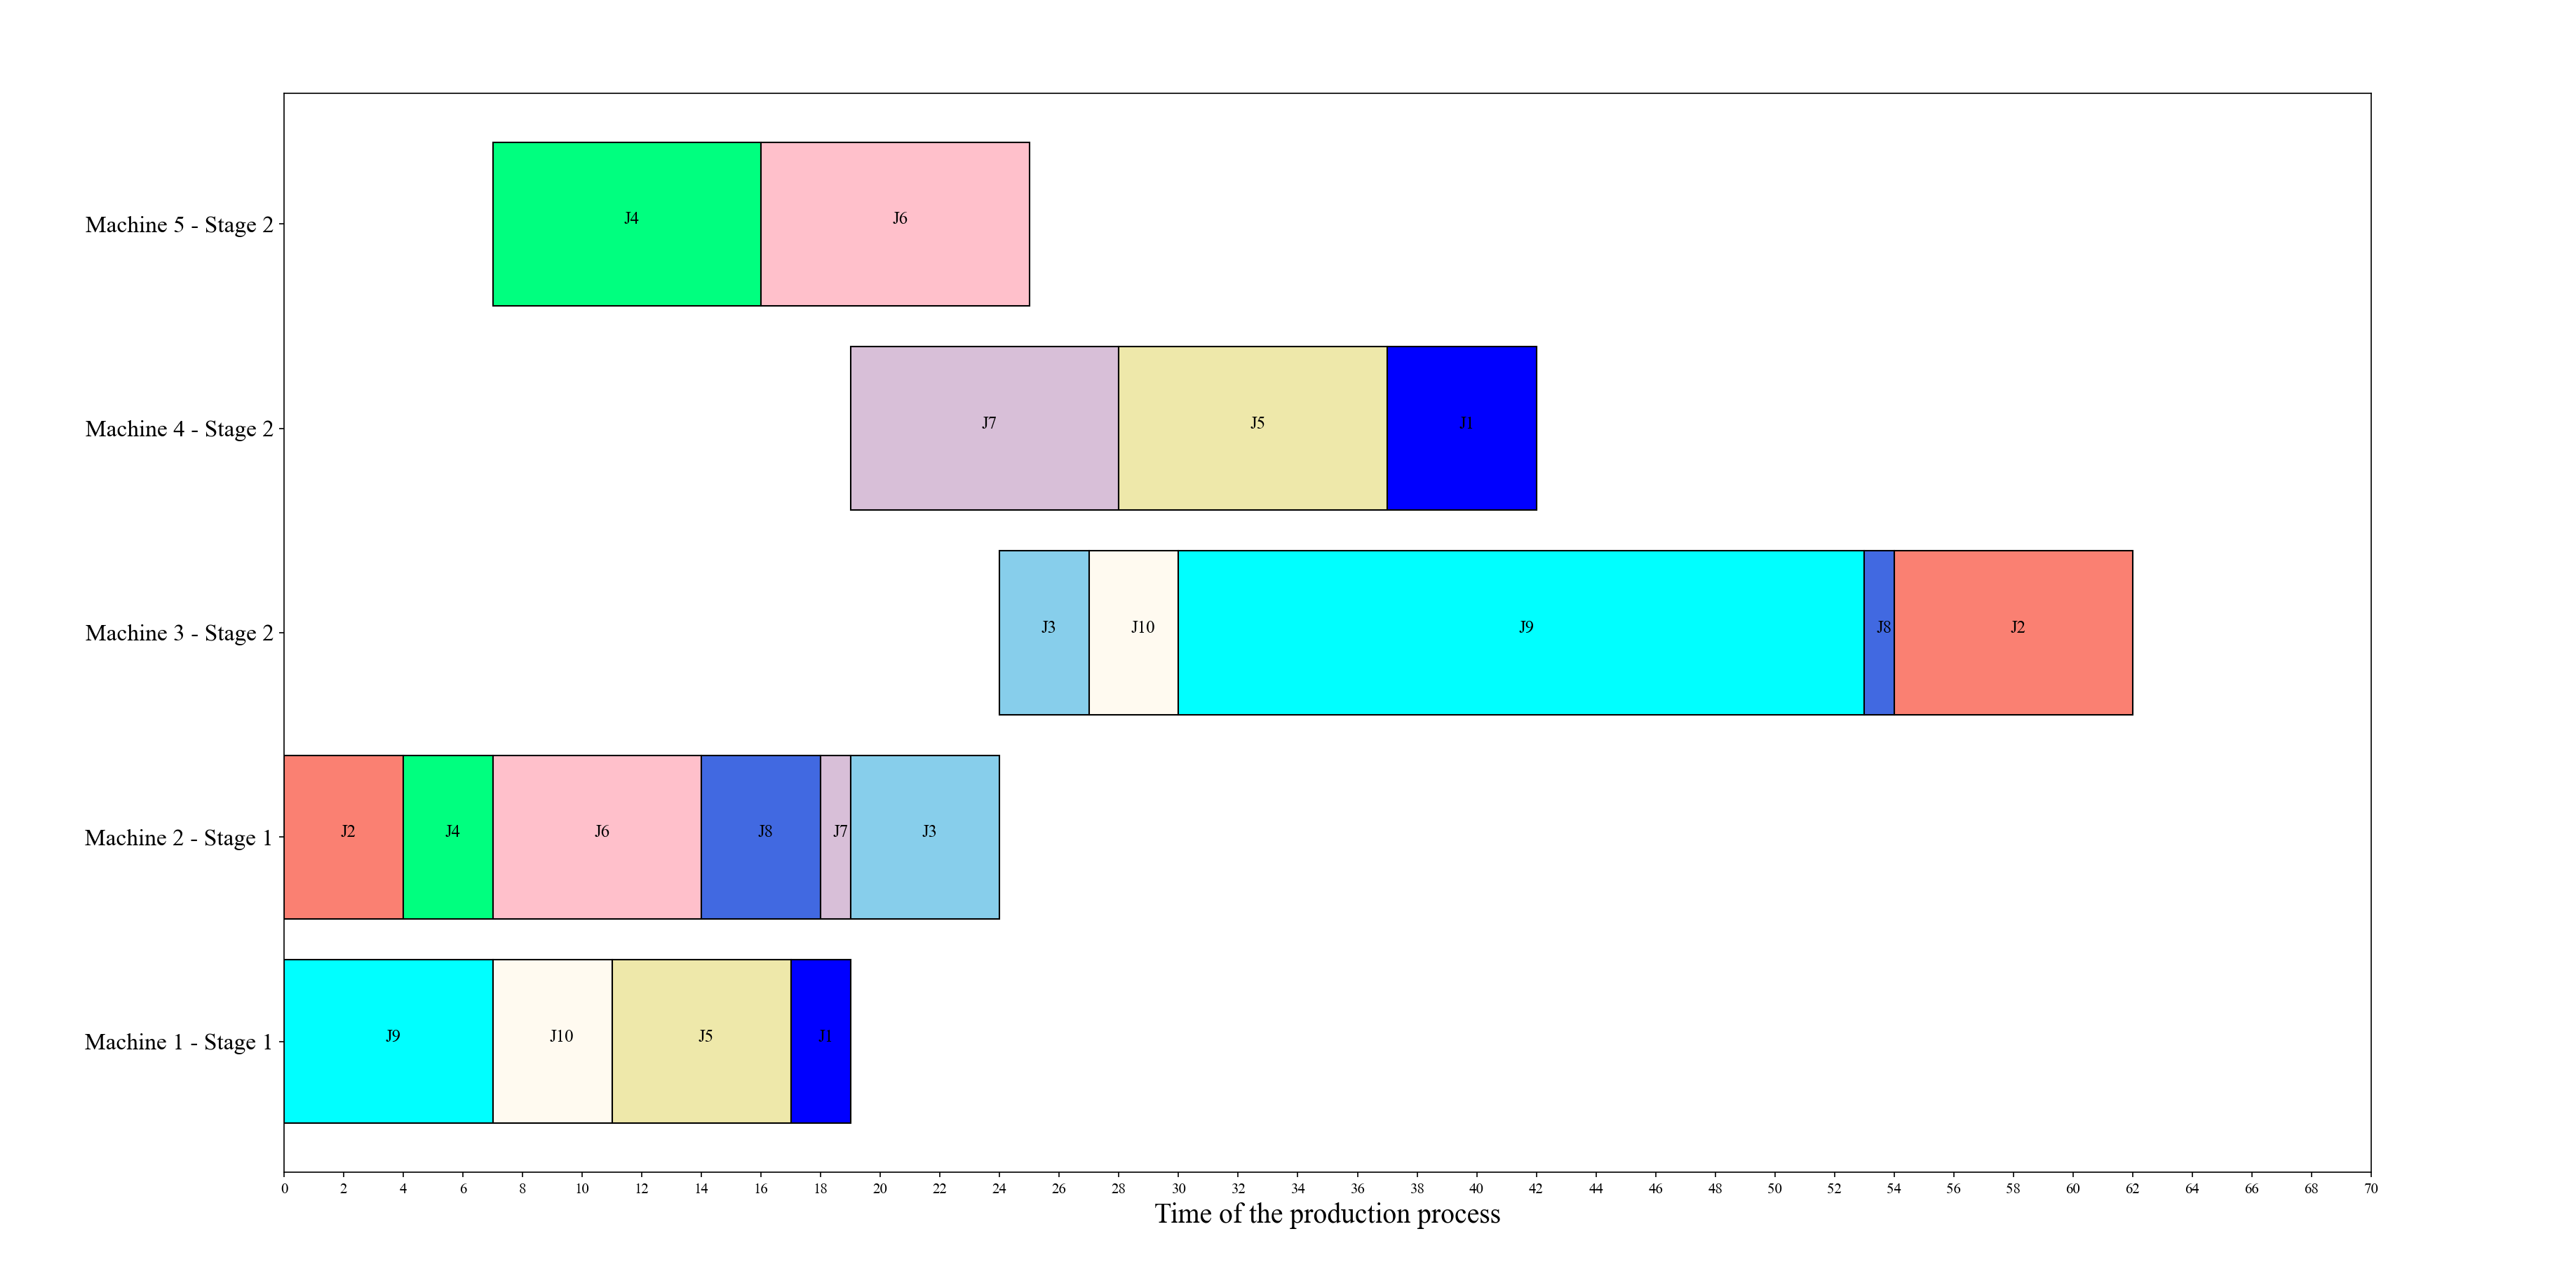 Machine 5 - Stage 2
J4 J6
Machine 4 - Stage 2
J7 J5 J1
Machine 3 - Stage 2
J3 J10 J9 J8 J2
Machine 2 - Stage 1
J2 J4 J6 J8 J7 J3
Machine 1 - Stage 1
J9 J10 J5 J1
0 2 4 6 8 10 12 14 16 18 20 22 24 26 28 30 32 34 36 38 40 42 44 46 48 50 52 54 56 58 60 62 64 66 68 70
Time of the production process